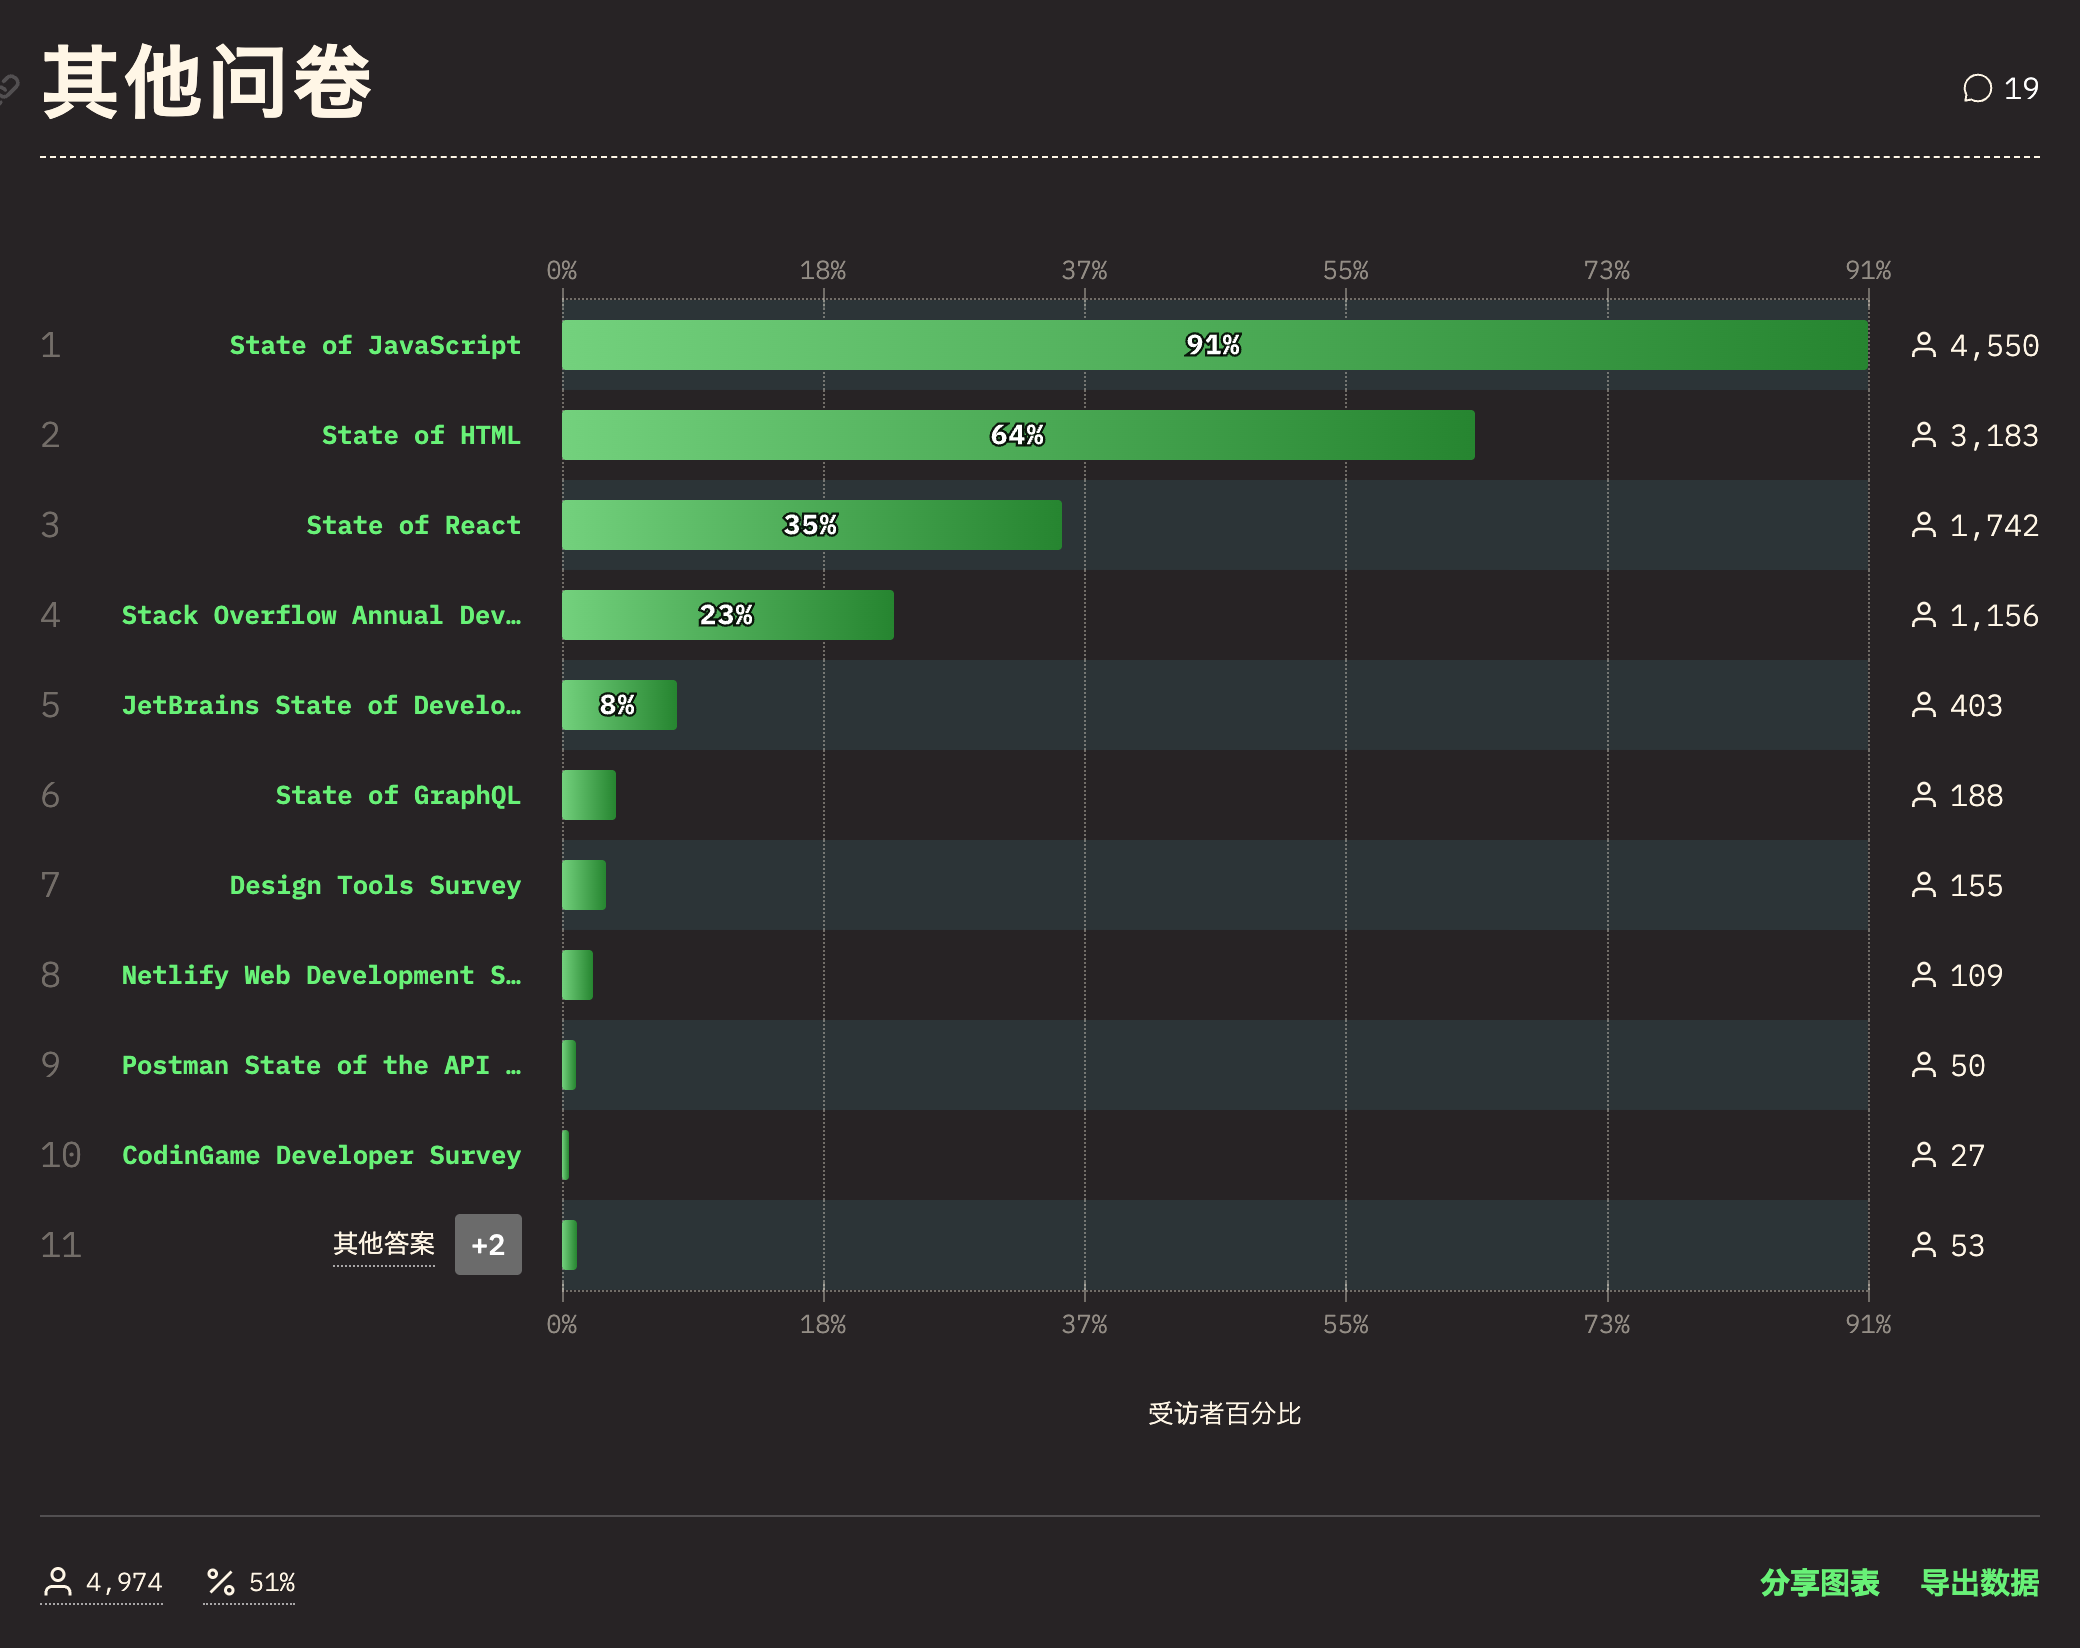 其他问卷
19
0% 18% 37% 55% 73% 91%
1 State of JavaScript 91% 4,550
2 State of HTML 64% 3,183
3 State of React 35% 1,742
4 Stack Overflow Annual Dev… 23% 1,156
5 JetBrains State of Develo… 8% 403
6 State of GraphQL 188
7 Design Tools Survey 155
8 Netlify Web Development S… 109
9 Postman State of the API … 50
10 CodinGame Developer Survey 27
11 其他答案 +2 53
0% 18% 37% 55% 73% 91%
受访者百分比
4,974 51% 分享图表 导出数据